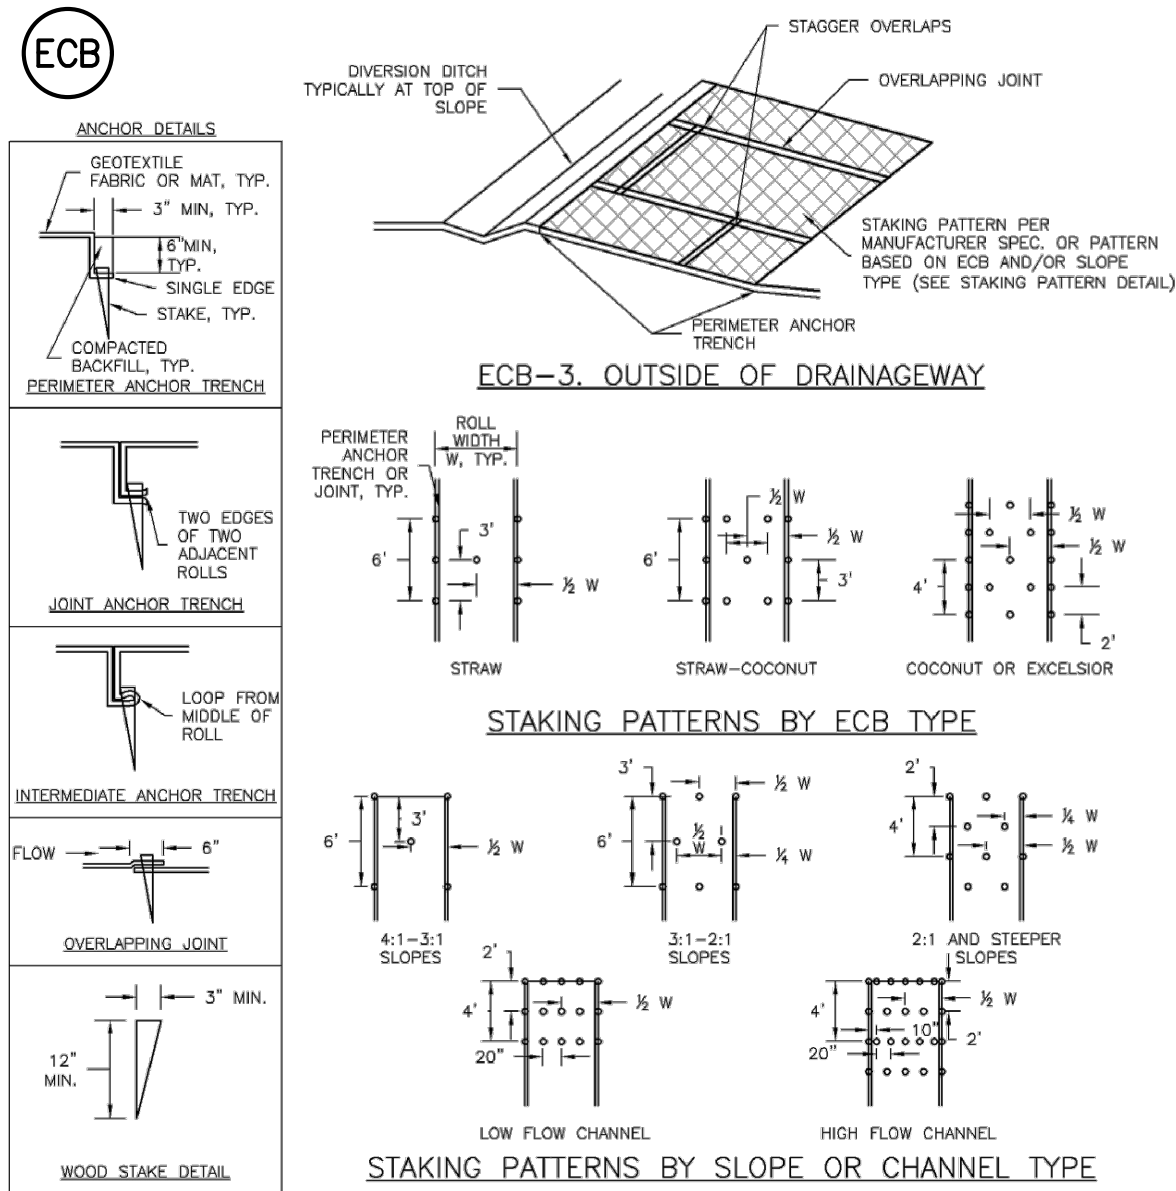 ECB
ANCHOR DETAILS
GEOTEXTILE
FABRIC OR MAT, TYP.
3" MIN, TYP.
6"MIN,
TYP.
SINGLE EDGE
STAKE, TYP.
COMPACTED
BACKFILL, TYP.
PERIMETER ANCHOR TRENCH
TWO EDGES
OF TWO
ADJACENT
ROLLS
JOINT ANCHOR TRENCH
LOOP FROM
MIDDLE OF
ROLL
INTERMEDIATE ANCHOR TRENCH
FLOW
6"
OVERLAPPING JOINT
3" MIN.
12"
MIN.
WOOD STAKE DETAIL
STAGGER OVERLAPS
DIVERSION DITCH
TYPICALLY AT TOP OF
SLOPE
OVERLAPPING JOINT
STAKING PATTERN PER
MANUFACTURER SPEC. OR PATTERN
BASED ON ECB AND/OR SLOPE
TYPE (SEE STAKING PATTERN DETAIL)
PERIMETER ANCHOR
TRENCH
ECB-3. OUTSIDE OF DRAINAGEWAY
PERIMETER
ANCHOR
TRENCH OR
JOINT, TYP.
ROLL
WIDTH
W, TYP.
6'
3'
½ W
STRAW
½ W
6'
½ W
3'
STRAW-COCONUT
½ W
½ W
4'
2'
COCONUT OR EXCELSIOR
STAKING PATTERNS BY ECB TYPE
6'
3'
½ W
4:1-3:1
SLOPES
3'
½ W
6'
½
W
¼ W
3:1-2:1
SLOPES
2'
4'
¼ W
½ W
2:1 AND STEEPER
SLOPES
2'
4'
½ W
20"
LOW FLOW CHANNEL
4'
½ W
10"
2'
20"
HIGH FLOW CHANNEL
STAKING PATTERNS BY SLOPE OR CHANNEL TYPE